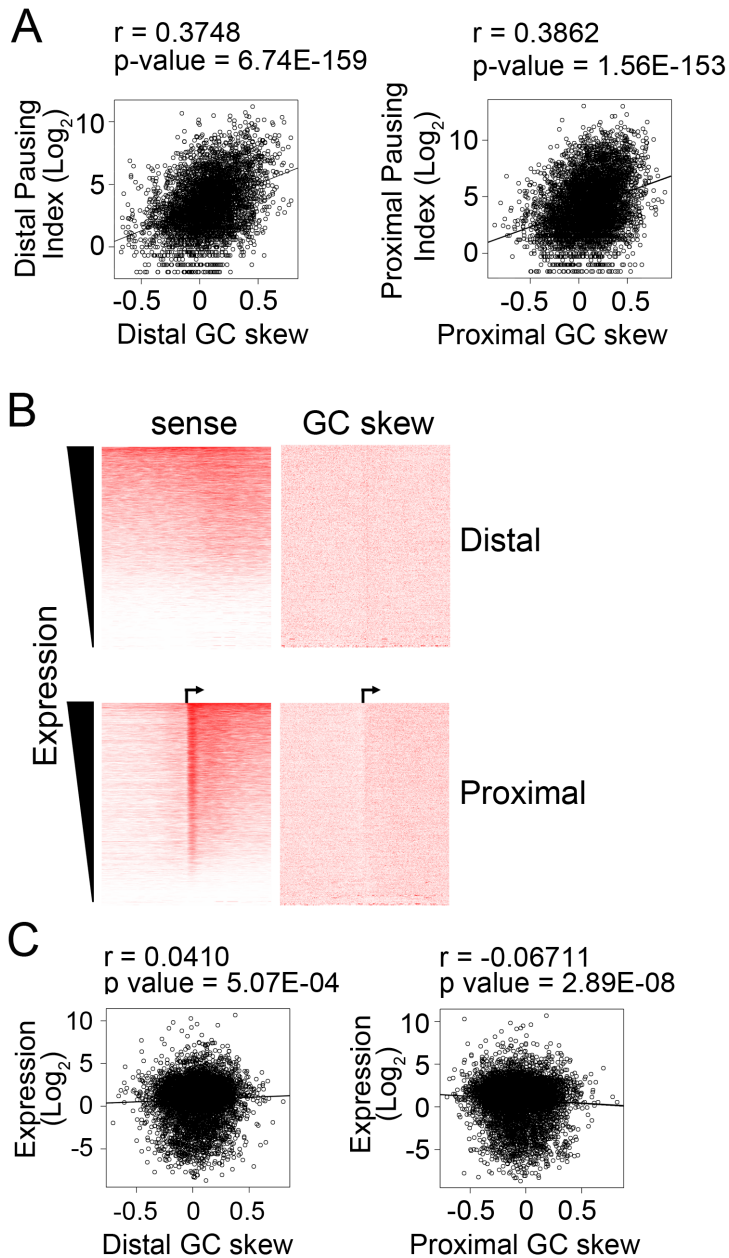 A
r = 0.3748
p-value = 6.74E-159
Distal Pausing
Index (Log2)
10
5
0
-0.5 0 0.5
Distal GC skew
r = 0.3862
p-value = 1.56E-153
Proximal Pausing
Index (Log2)
10
5
0
-0.5 0 0.5
Proximal GC skew
B
sense GC skew
Distal
Expression
Proximal
C
r = 0.0410
p value = 5.07E-04
Expression
(Log2)
10
5
0
-5
-0.5 0 0.5
Distal GC skew
r = -0.06711
p value = 2.89E-08
Expression
(Log2)
10
5
0
-5
-0.5 0 0.5
Proximal GC skew